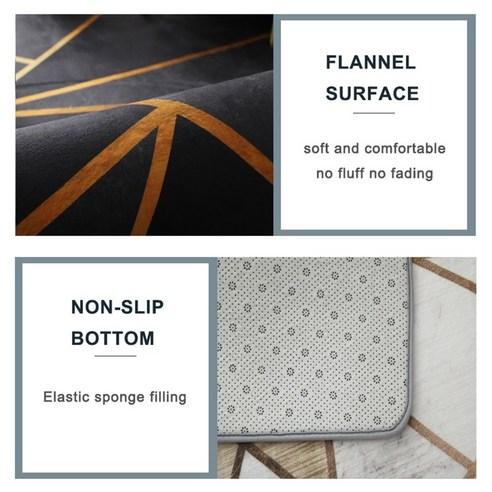 FLANNEL
SURFACE
soft and comfortable
no fluff no fading
NON-SLIP
BOTTOM
Elastic sponge filling